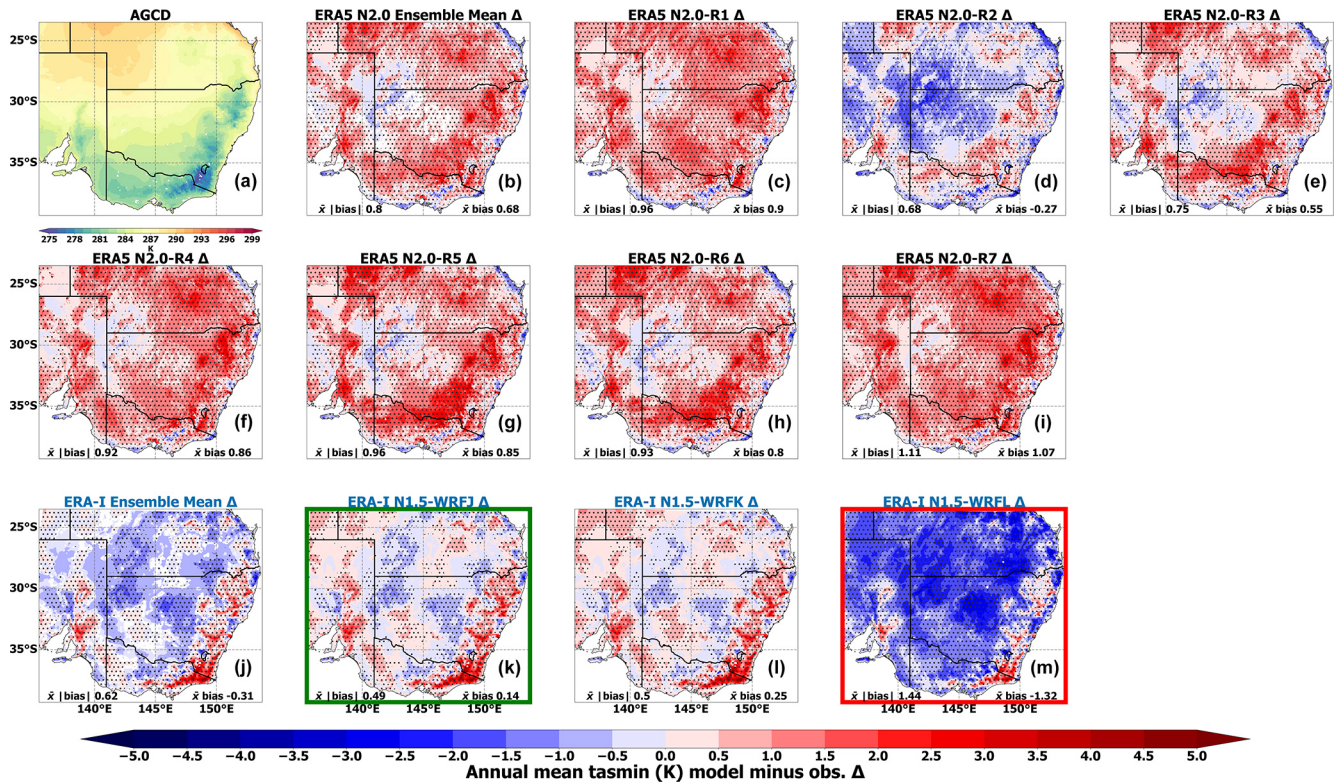 AGCD
ERA5 N2.0 Ensemble Mean Δ
ERA5 N2.0-R1 Δ
ERA5 N2.0-R2 Δ
ERA5 N2.0-R3 Δ
25°S
30°S
35°S
(a)
(b)
(c)
(d)
(e)
x̄ |bias| 0.8 x̄ bias 0.68
x̄ |bias| 0.96 x̄ bias 0.9
x̄ |bias| 0.68 x̄ bias -0.27
x̄ |bias| 0.75 x̄ bias 0.55
275 278 281 284 287 290 293 296 299
K
ERA5 N2.0-R4 Δ
ERA5 N2.0-R5 Δ
ERA5 N2.0-R6 Δ
ERA5 N2.0-R7 Δ
25°S
30°S
35°S
(f)
(g)
(h)
(i)
x̄ |bias| 0.92 x̄ bias 0.86
x̄ |bias| 0.96 x̄ bias 0.85
x̄ |bias| 0.93 x̄ bias 0.8
x̄ |bias| 1.11 x̄ bias 1.07
ERA-I Ensemble Mean Δ
ERA-I N1.5-WRFJ Δ
ERA-I N1.5-WRFK Δ
ERA-I N1.5-WRFL Δ
25°S
30°S
35°S
(j)
(k)
(l)
(m)
x̄ |bias| 0.62 x̄ bias -0.31
x̄ |bias| 0.49 x̄ bias 0.14
x̄ |bias| 0.5 x̄ bias 0.25
x̄ |bias| 1.44 x̄ bias -1.32
140°E 145°E 150°E
140°E 145°E 150°E
140°E 145°E 150°E
140°E 145°E 150°E
−5.0 −4.5 −4.0 −3.5 −3.0 −2.5 −2.0 −1.5 −1.0 −0.5 0.0 0.5 1.0 1.5 2.0 2.5 3.0 3.5 4.0 4.5 5.0
Annual mean tasmin (K) model minus obs. Δ